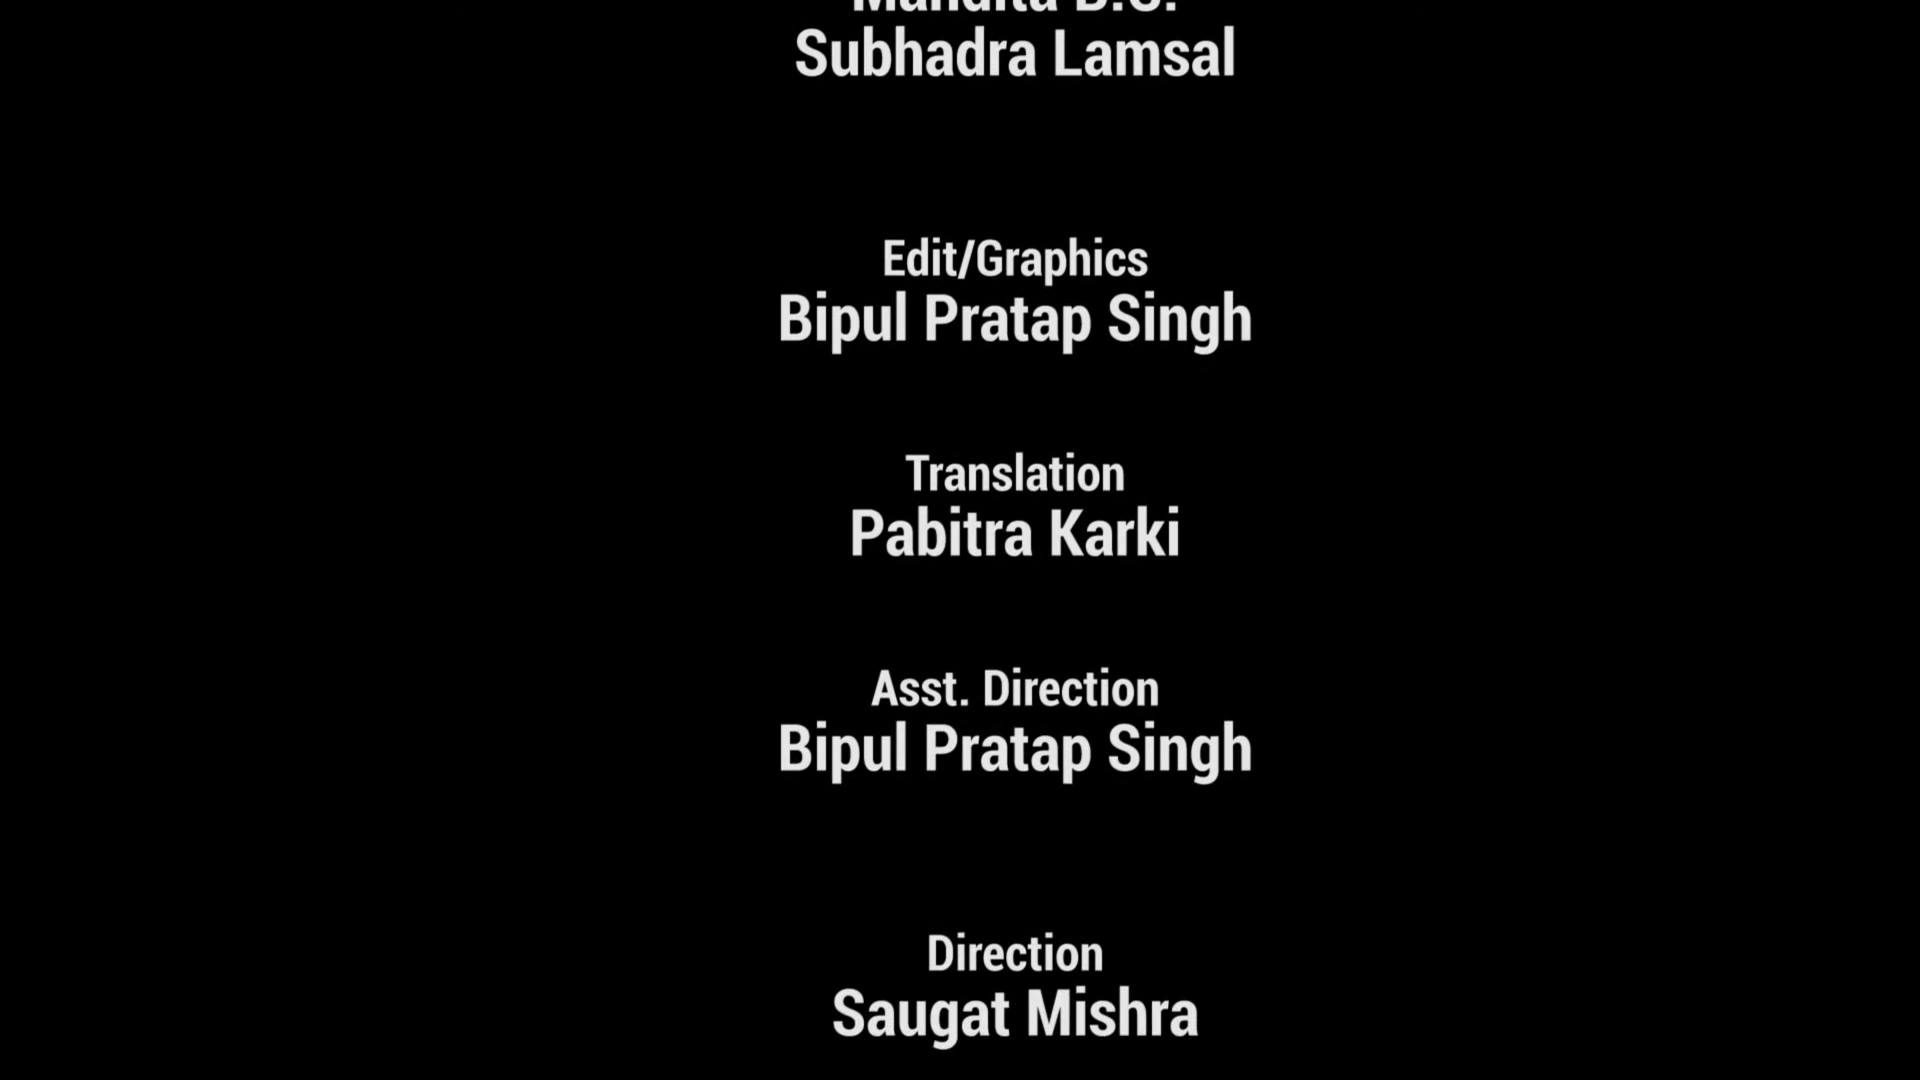 Subhadra Lamsal
Edit/Graphics
Bipul Pratap Singh
Translation
Pabitra Karki
Asst. Direction
Bipul Pratap Singh
Direction
Saugat Mishra